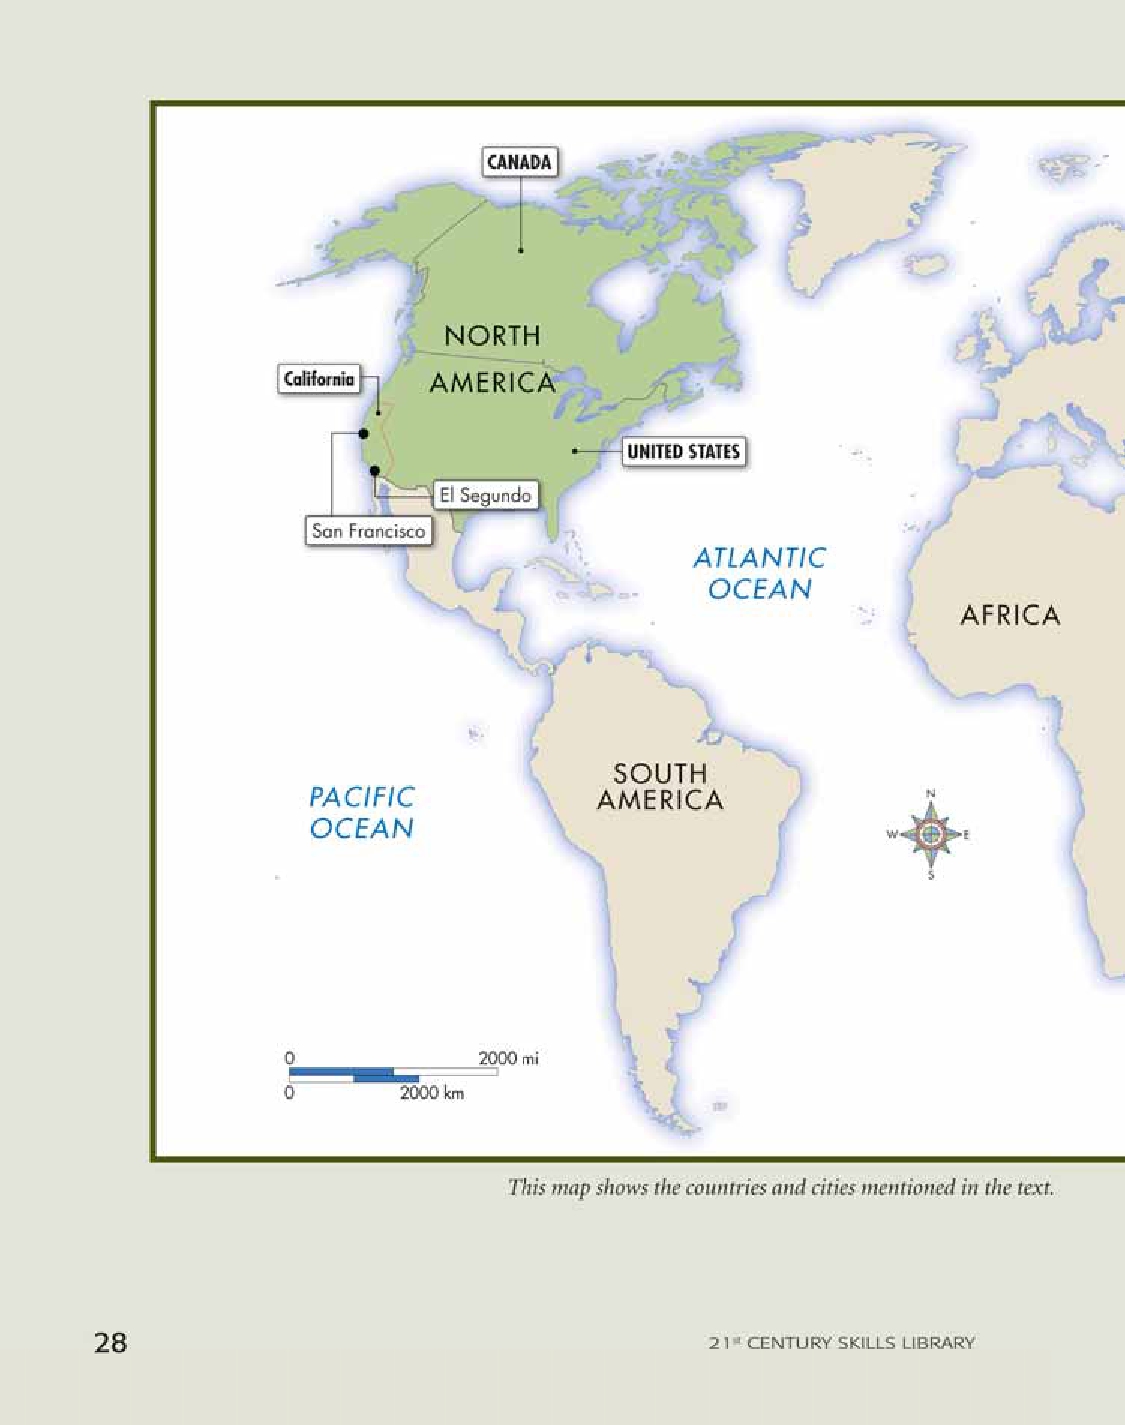 CANADA
NORTH
AMERICA
California
UNITED STATES
El Segundo
San Francisco
ATLANTIC
OCEAN
AFRICA
SOUTH
AMERICA
PACIFIC
OCEAN
N
W E
S
0 2000 mi
0 2000 km
This map shows the countries and cities mentioned in the text.
28
21st CENTURY SKILLS LIBRARY